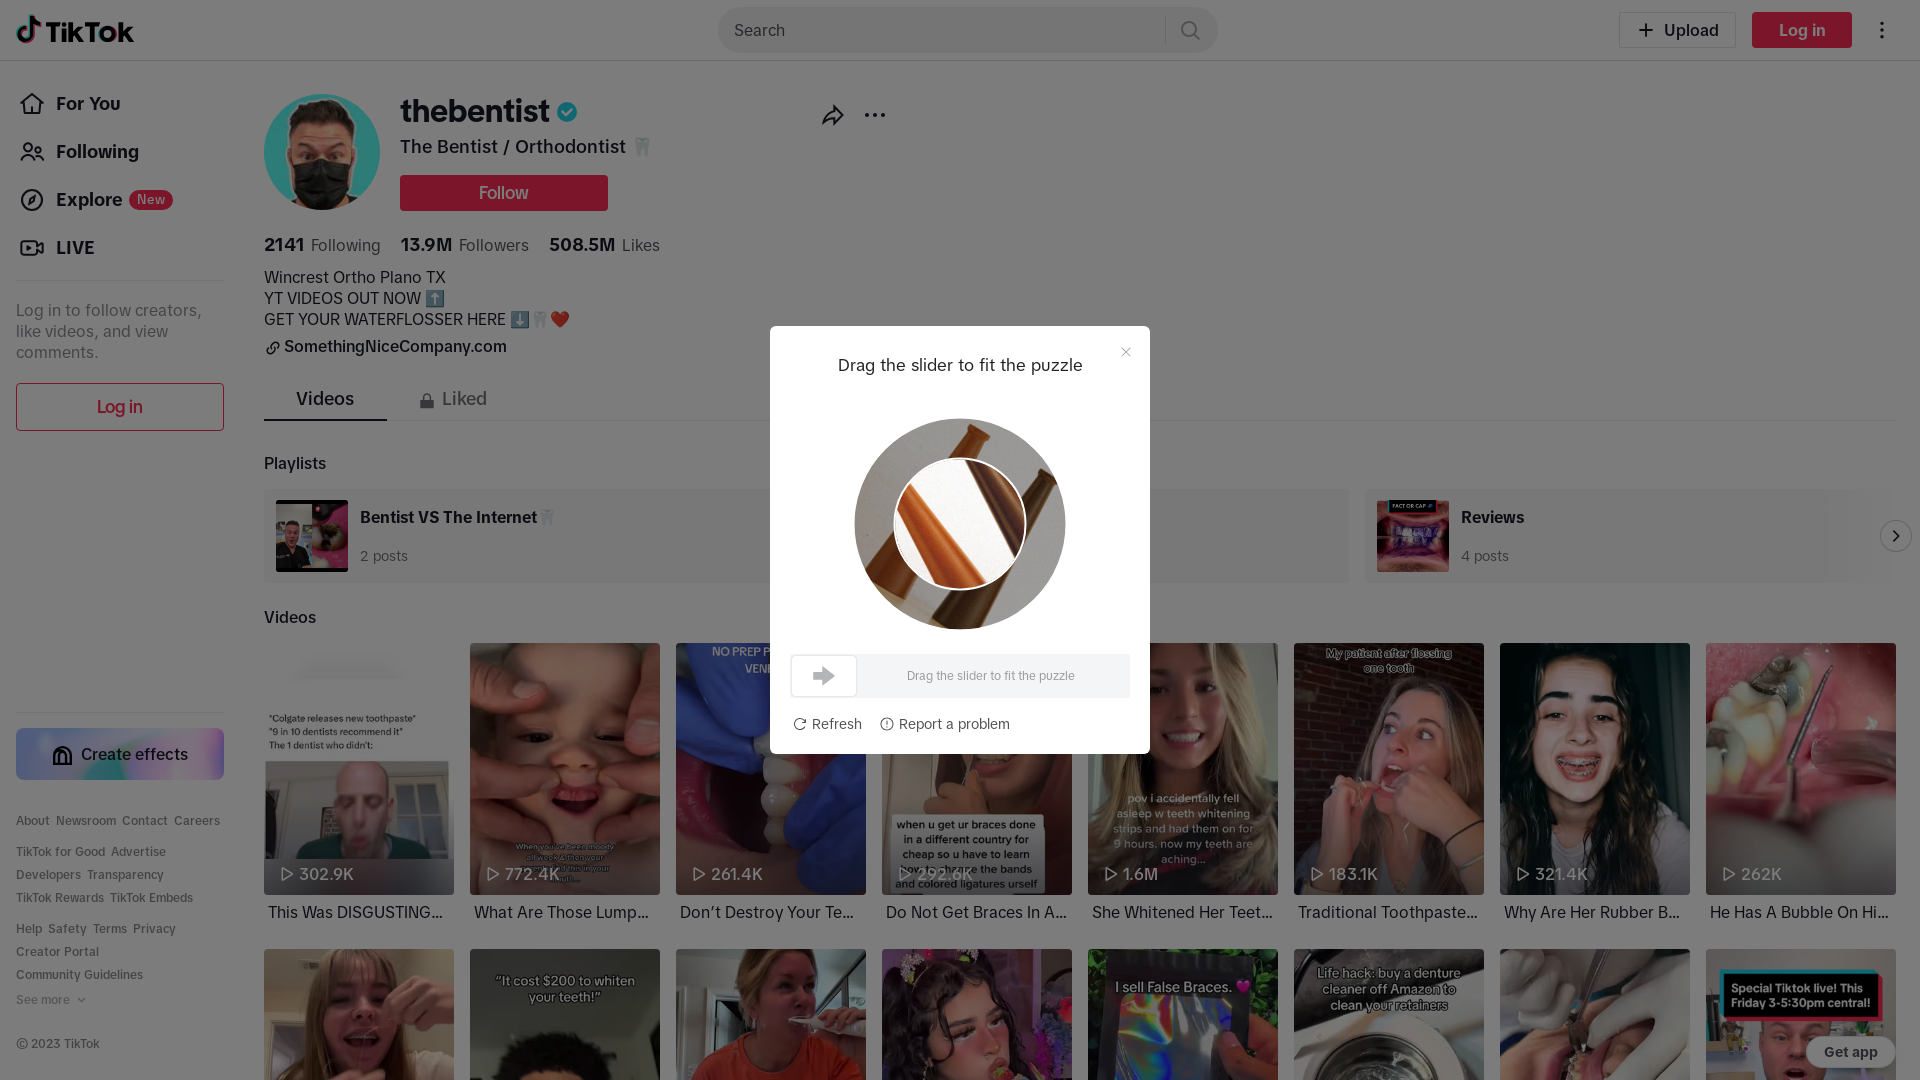 TikTok
Search
Upload
Log in
For You
Following
Explore New
LIVE
Log in to follow creators,
like videos, and view
comments.
Log in
Create effects
About Newsroom Contact Careers
TikTok for Good Advertise
Developers Transparency
TikTok Rewards TikTok Embeds
Help Safety Terms Privacy
Creator Portal
Community Guidelines
See more
© 2023 TikTok
thebentist
The Bentist / Orthodontist 🦷
Follow
2141 Following 13.9M Followers 508.5M Likes
Wincrest Ortho Plano TX
YT VIDEOS OUT NOW ⬆️
GET YOUR WATERFLOSSER HERE ⬇️🦷❤️
SomethingNiceCompany.com
Videos
Liked
Playlists
Bentist VS The Internet🦷
2 posts
FACT OR CAP
Reviews
4 posts
Drag the slider to fit the puzzle
Drag the slider to fit the puzzle
Refresh
Report a problem
Videos
"Colgate releases new toothpaste"
"9 in 10 dentists recommend it"
The 1 dentist who didn't:
302.9K
This Was DISGUSTING...
772.4K
What Are Those Lump...
NO PREP
261.4K
Don't Destroy Your Te...
when u get ur braces done
in a different country for
cheap so u have to learn
how to change the bands
and colored ligatures urself
292.6K
Do Not Get Braces In A...
pov i accidentally fell
asleep w teeth whitening
strips and had them on for
9 hours. now my teeth are
aching...
1.6M
She Whitened Her Teet...
My patient after flossing
one tooth
183.1K
Traditional Toothpaste...
321.4K
Why Are Her Rubber B...
262K
He Has A Bubble On Hi...
"It cost $200 to whiten
your teeth!"
I sell False Braces.
Life hack: buy a denture
cleaner off Amazon to
clean your retainers
Special Tiktok live! This
Friday 3-5:30pm central!
Get app